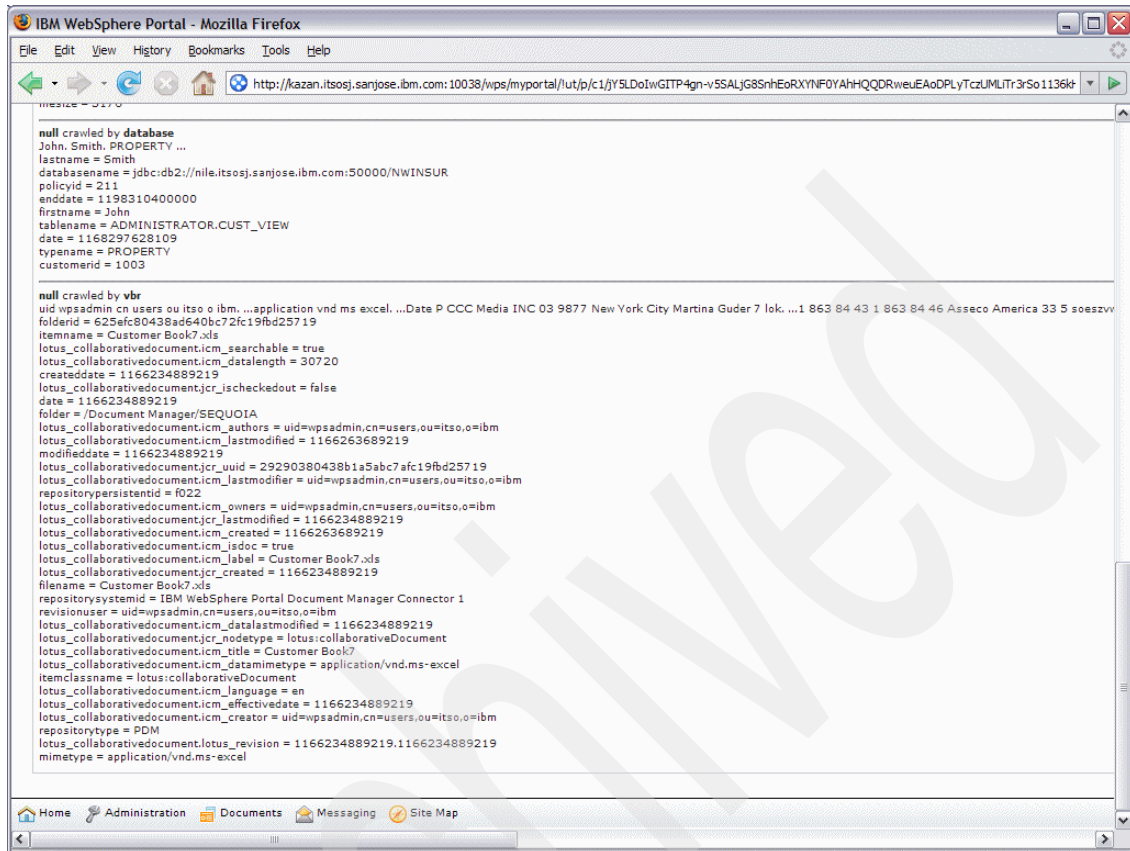 IBM WebSphere Portal - Mozilla Firefox
File Edit View History Bookmarks Tools Help
http://kazan.itsosj.sanjose.ibm.com:10038/wps/myportal/!ut/p/c1/
null crawled by database
John. Smith. PROPERTY ...
lastname = Smith
databasename = jdbc:db2://nile.itsosj.sanjose.ibm.com:50000/NWINSUR
policyid = 211
enddate = 1198310400000
firstname = John
tablename = ADMINISTRATOR.CUST_VIEW
date = 1168297628109
typename = PROPERTY
customerid = 1003
null crawled by vbr
uid wpsadmin cn users ou itso o ibm. ...application vnd ms excel. ...Date P CCC Media INC 03 9877 New York City Martina Guder 7 lok. ...1 863 84 43 1 863 84 46 Asseco America 33 5 soeszvw
folderid = 625efc80438ad640bc72fc19fbd25719
itemname = Customer Book7.xls
lotus_collaborativedocument.icm_searchable = true
lotus_collaborativedocument.icm_datalength = 30720
createddate = 1166234889219
lotus_collaborativedocument.jcr_ischeckedout = false
date = 1166234889219
folder = /Document Manager/SEQUOIA
lotus_collaborativedocument.icm_authors = uid=wpsadmin,cn=users,ou=itso,o=ibm
lotus_collaborativedocument.icm_lastmodified = 1166263689219
modifieddate = 1166234889219
lotus_collaborativedocument.jcr_uuid = 29290380438b1a5abc7afc19fbd25719
lotus_collaborativedocument.icm_lastmodifier = uid=wpsadmin,cn=users,ou=itso,o=ibm
repositorypersistentid = f022
lotus_collaborativedocument.icm_owners = uid=wpsadmin,cn=users,ou=itso,o=ibm
lotus_collaborativedocument.jcr_lastmodified = 1166234889219
lotus_collaborativedocument.icm_created = 1166263689219
lotus_collaborativedocument.icm_isdoc = true
lotus_collaborativedocument.icm_label = Customer Book7.xls
lotus_collaborativedocument.jcr_created = 1166234889219
filename = Customer Book7.xls
repositorysystemid = IBM WebSphere Portal Document Manager Connector 1
revisionuser = uid=wpsadmin,cn=users,ou=itso,o=ibm
lotus_collaborativedocument.icm_datalastmodified = 1166234889219
lotus_collaborativedocument.jcr_nodetype = lotus:collaborativeDocument
lotus_collaborativedocument.icm_title = Customer Book7
lotus_collaborativedocument.icm_datamimetype = application/vnd.ms-excel
itemclassname = lotus:collaborativeDocument
lotus_collaborativedocument.icm_language = en
lotus_collaborativedocument.icm_effectivedate = 1166234889219
lotus_collaborativedocument.icm_creator = uid=wpsadmin,cn=users,ou=itso,o=ibm
repositorytype = PDM
lotus_collaborativedocument.lotus_revision = 1166234889219.1166234889219
mimetype = application/vnd.ms-excel
Home Administration Documents Messaging Site Map